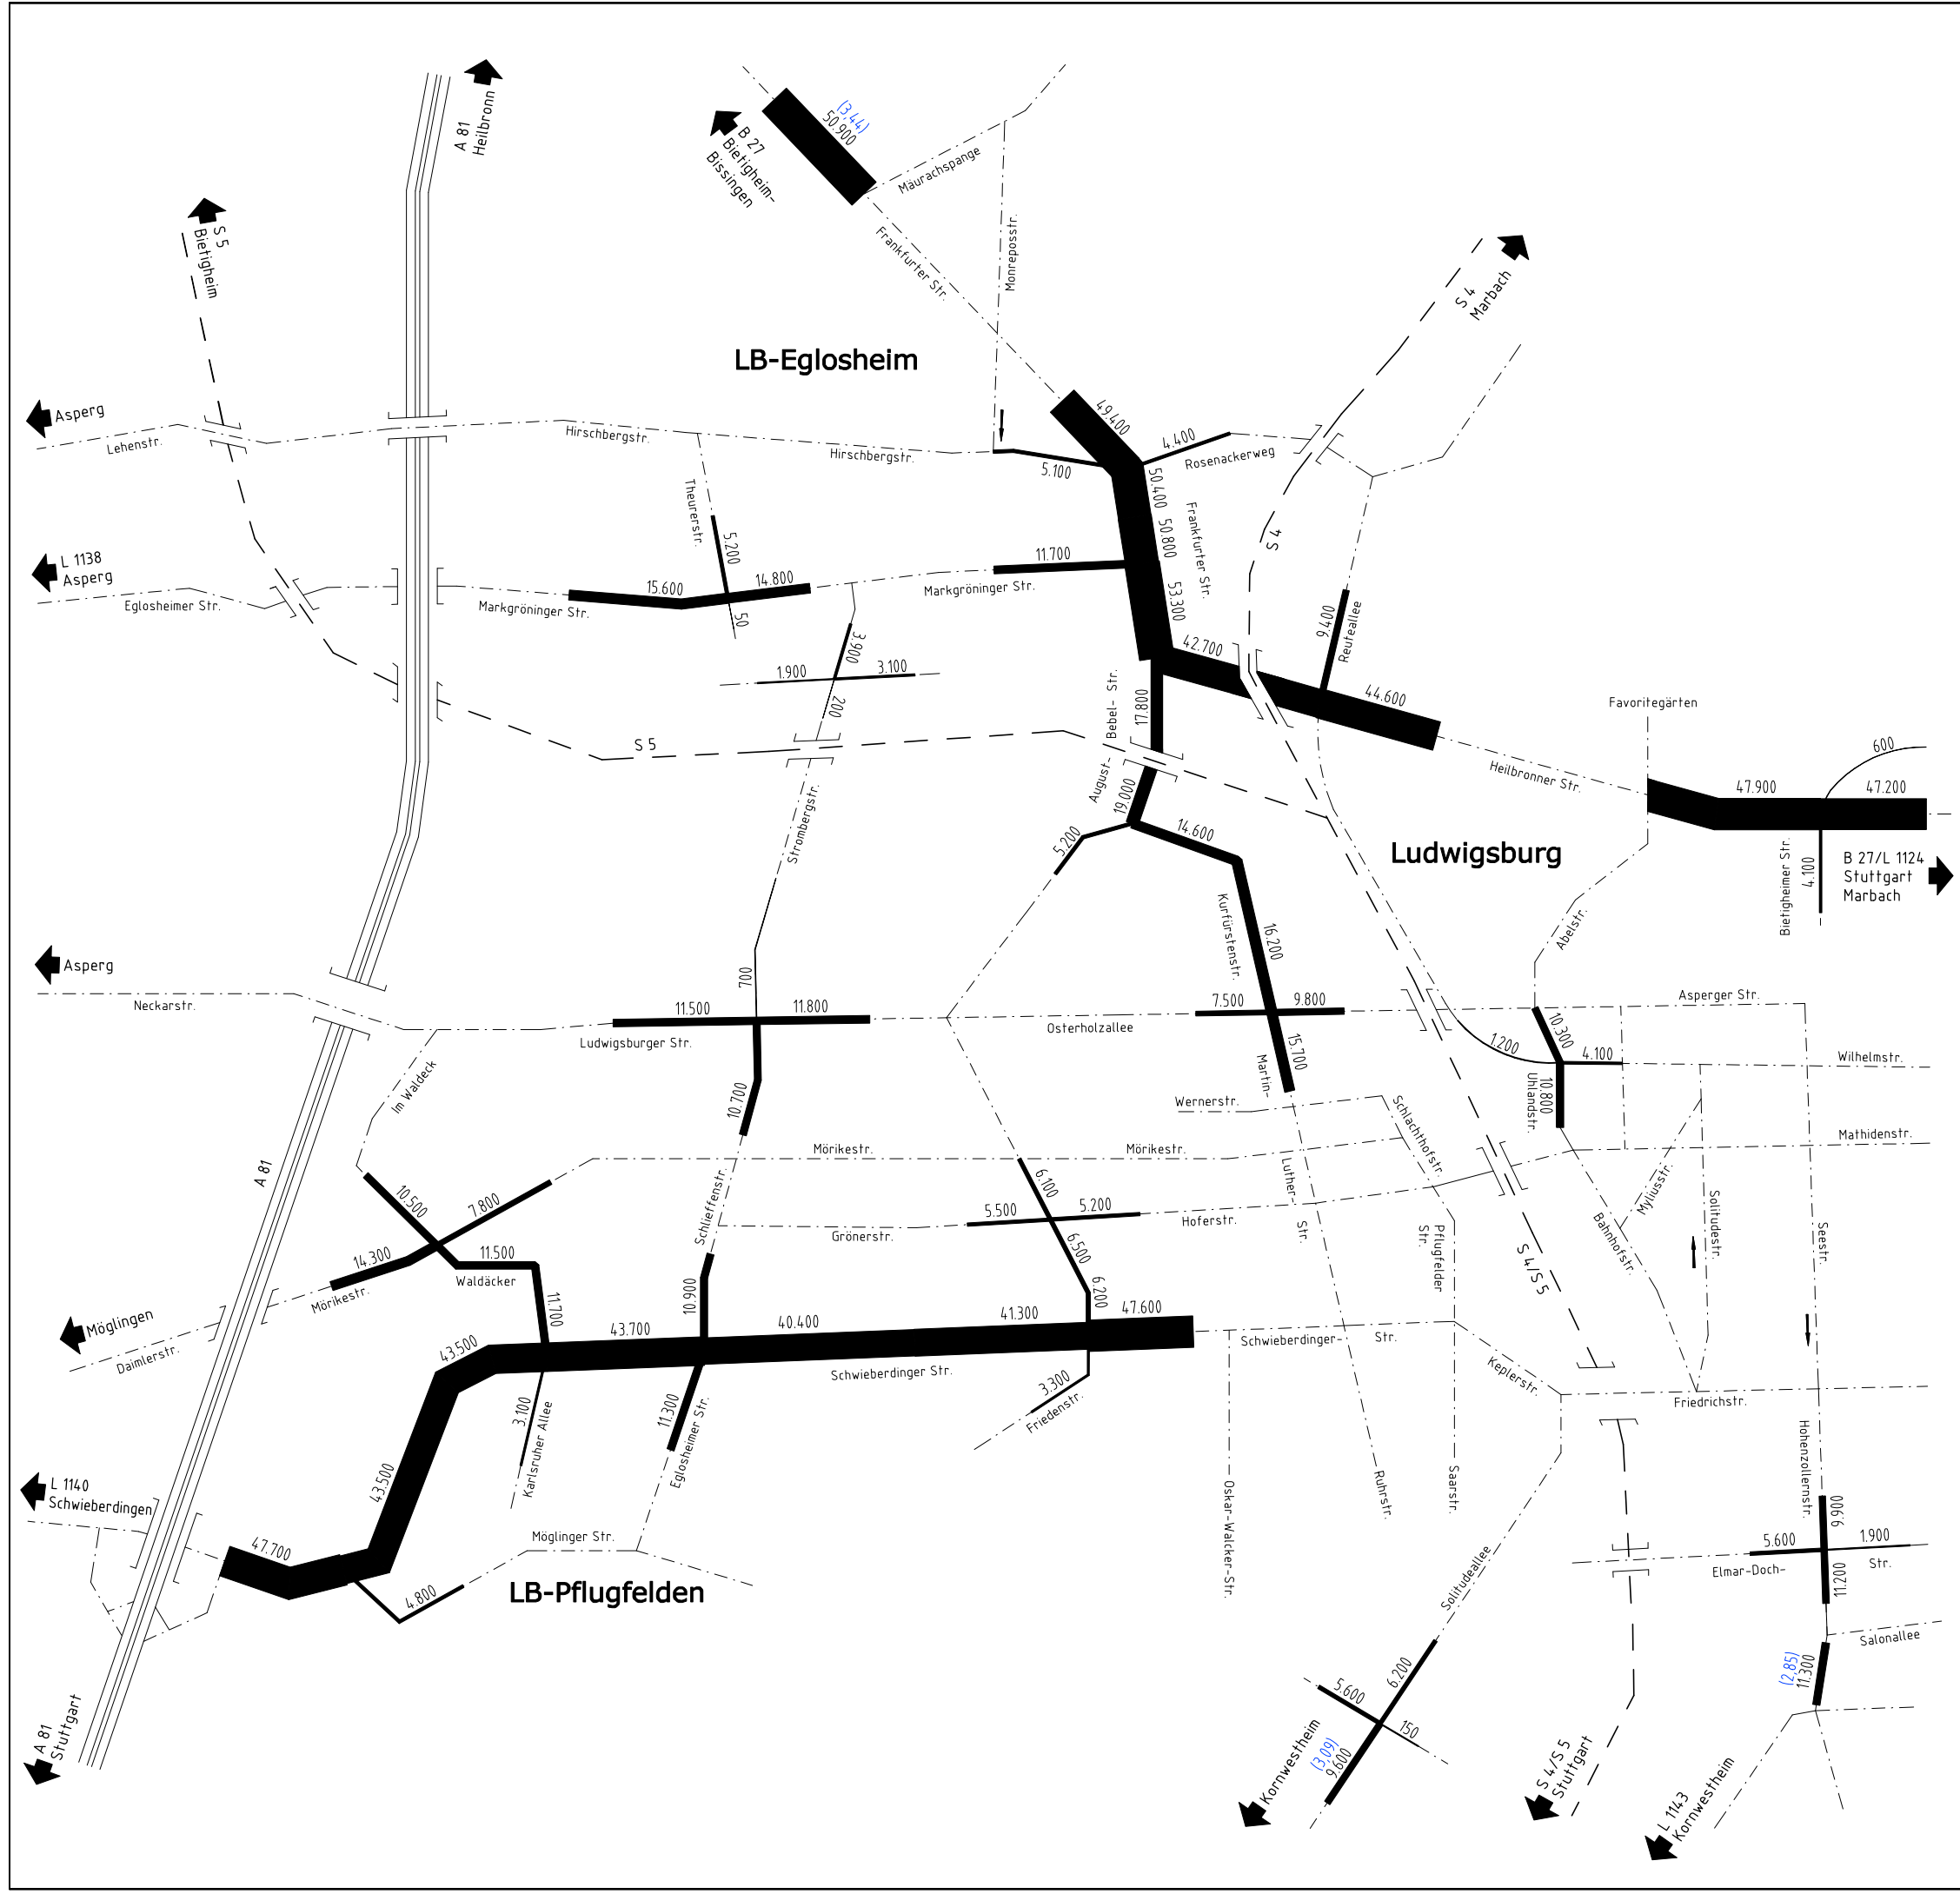 A 81
Heilbronn
(3,44)
50.900
B 27
Bietigheim-
Bissingen
Mäurachspange
Monreposstr.
Frankfurter Str.
S 5
Bietigheim
S 4
Marbach
LB-Eglosheim
Asperg
Lehenstr.
Hirschbergstr.
Hirschbergstr.
5.100
49.400
4.400
Rosenackerweg
50.400
50.800
53.300
Frankfurter Str.
S 4
Theurerstr.
5.200
L 1138
Asperg
Eglosheimer Str.
Markgröninger Str.
15.600
14.800
50
11.700
Markgröninger Str.
9.400
Reuteallee
3.900
1.900
3.100
200
42.700
44.600
S 5
August-
Bebel-
Str.
17.800
19.000
Favoritegärten
Heilbronner Str.
600
47.900
47.200
Strombergstr.
5.200
14.600
Ludwigsburg
Bietigheimer Str.
4.100
B 27/L 1124
Stuttgart
Marbach
Kurfürstenstr.
16.200
Abelstr.
Asperg
Neckarstr.
700
11.500
11.800
Ludwigsburger Str.
Osterholzallee
7.500
9.800
Asperger Str.
10.300
1.200
4.100
Wilhelmstr.
Im Waldeck
10.700
15.700
Martin-
Wernerstr.
Schlachthofstr.
10.800
Uhlandstr.
Mathidenstr.
A 81
Mörikestr.
Mörikestr.
10.500
7.800
14.300
11.500
Waldäcker
Mörikestr.
Schlieffenstr.
6.100
5.500
5.200
Grönerstr.
Hoferstr.
Luther-
Str.
Pflugfelder
Str.
Bahnhofstr.
Myliusstr.
Solitudestr.
Seestr.
S 4/S 5
6.500
6.200
Möglingen
Daimlerstr.
11.700
10.900
43.500
43.700
40.400
41.300
47.600
Schwieberdinger Str.
Schwieberdinger-
Str.
Keplerstr.
Friedrichstr.
3.100
Karlsruher Allee
11.300
Eglosheimer Str.
3.300
Friedenstr.
43.500
L 1140
Schwieberdingen
47.700
Möglinger Str.
LB-Pflugfelden
4.800
Oskar-Walcker-Str.
Ruhrstr.
Saarstr.
Solitudeallee
Hohenzollernstr.
9.900
5.600
1.900
Elmar-Doch-
Str.
11.200
Salonallee
(2,85)
11.300
6.200
5.600
150
(3,09)
9.600
Kornwestheim
A 81
Stuttgart
S 4/S 5
Stuttgart
L 1143
Kornwestheim